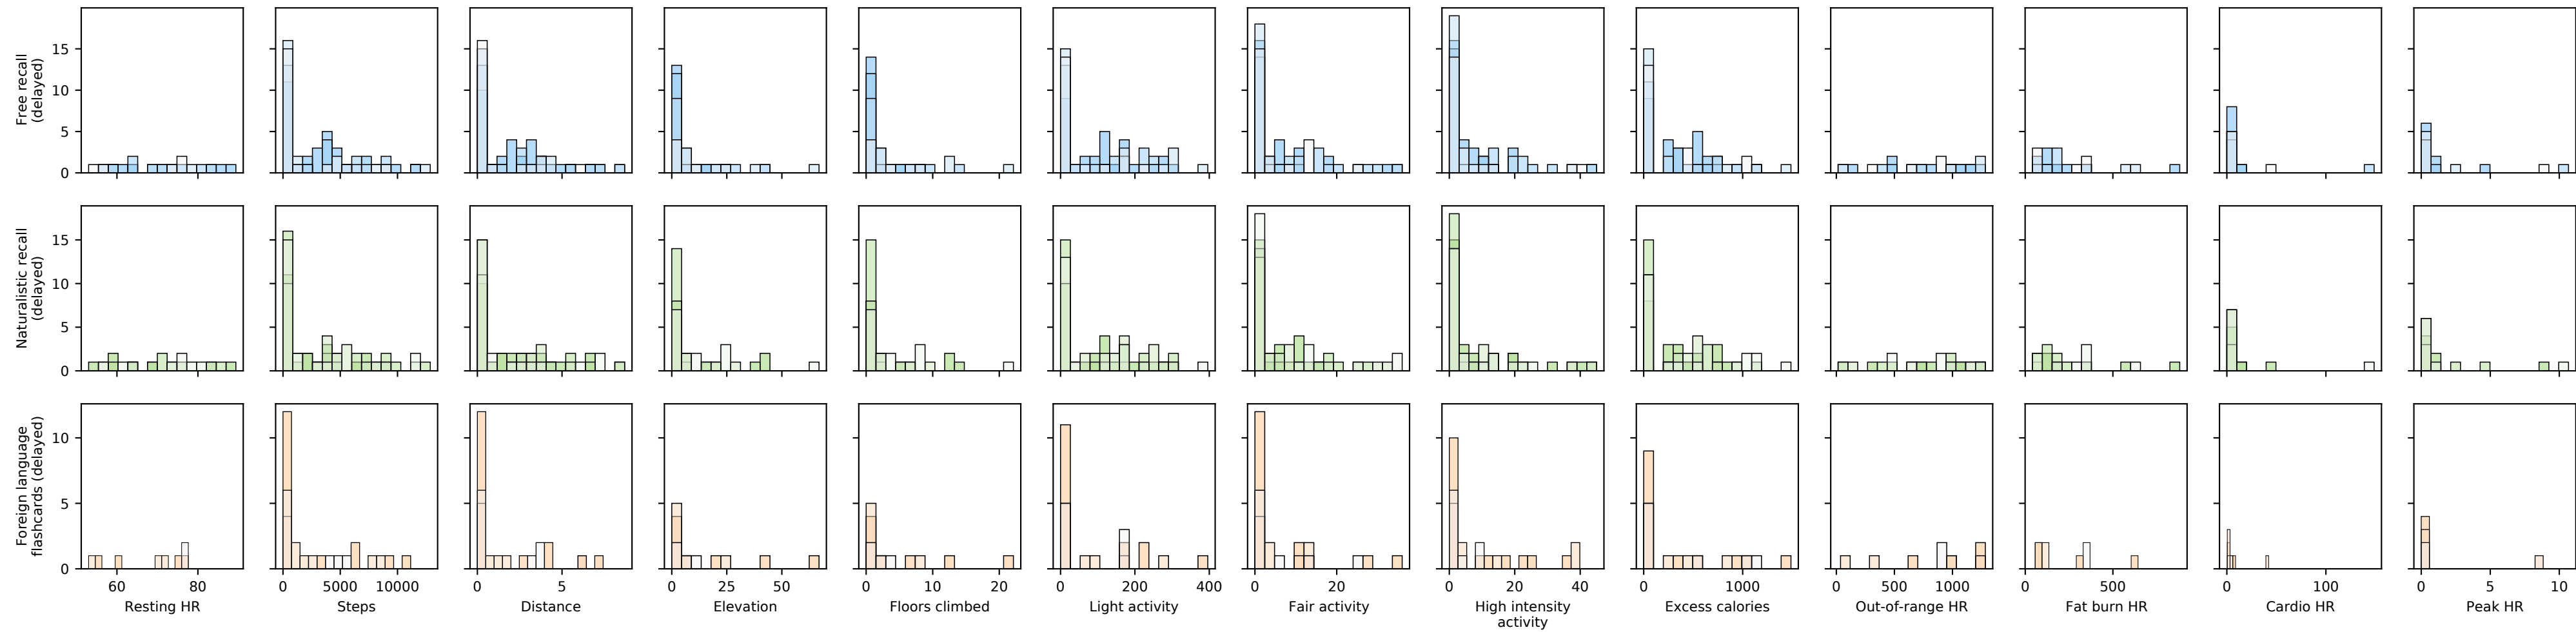 Free recall
(delayed)
0
5
10
15
Naturalistic recall
(delayed)
0
5
10
15
Foreign language
flashcards (delayed)
0
5
10
60 80
0 5000 10000
0 5
0 25 50
0 10 20
0 200 400
0 20
0 20 40
0 1000
0 500 1000
0 500
0 100
0 5 10
Resting HR
Steps
Distance
Elevation
Floors climbed
Light activity
Fair activity
High intensity
activity
Excess calories
Out-of-range HR
Fat burn HR
Cardio HR
Peak HR